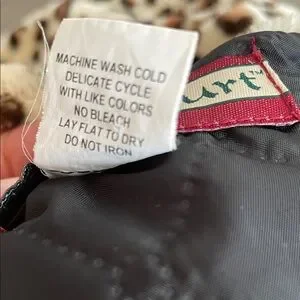 MACHINE WASH COLD
DELICATE CYCLE
WITH LIKE COLORS
NO BLEACH
LAY FLAT TO DRY
DO NOT IRON